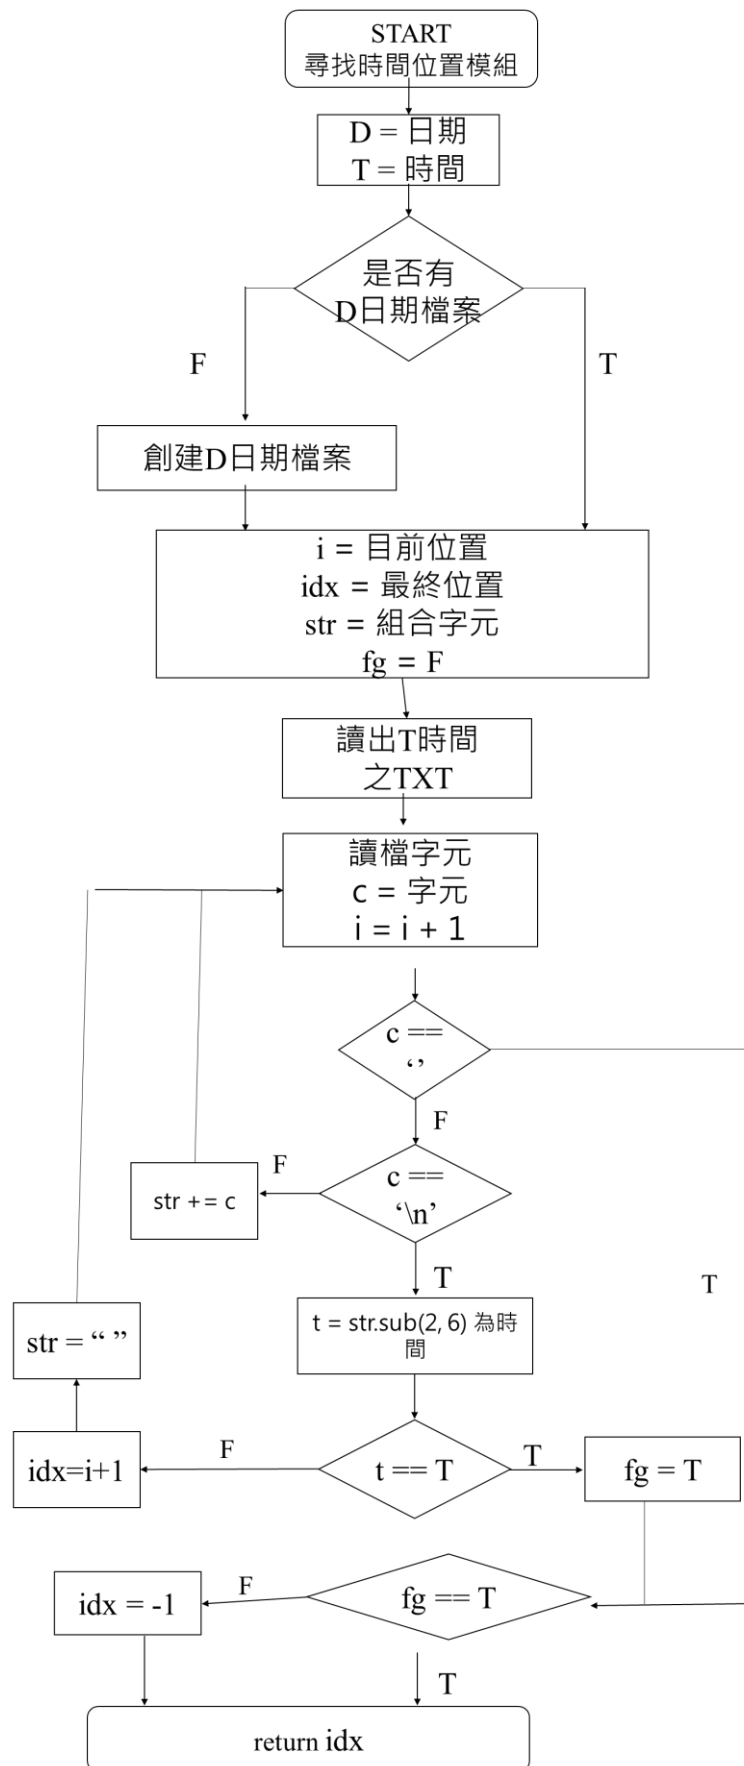 START
尋找時間位置模組
D = 日期
T = 時間
是否有
D日期檔案
F
T
創建D日期檔案
i = 目前位置
idx = 最終位置
str = 組合字元
fg = F
讀出T時間
之TXT
讀檔字元
c = 字元
i = i + 1
c ==
‘’
F
c ==
‘\n’
F
str += c
T
T
t = str.sub(2, 6) 為時
間
str = “ ”
t == T
F
T
idx=i+1
fg = T
fg == T
F
idx = -1
T
return idx